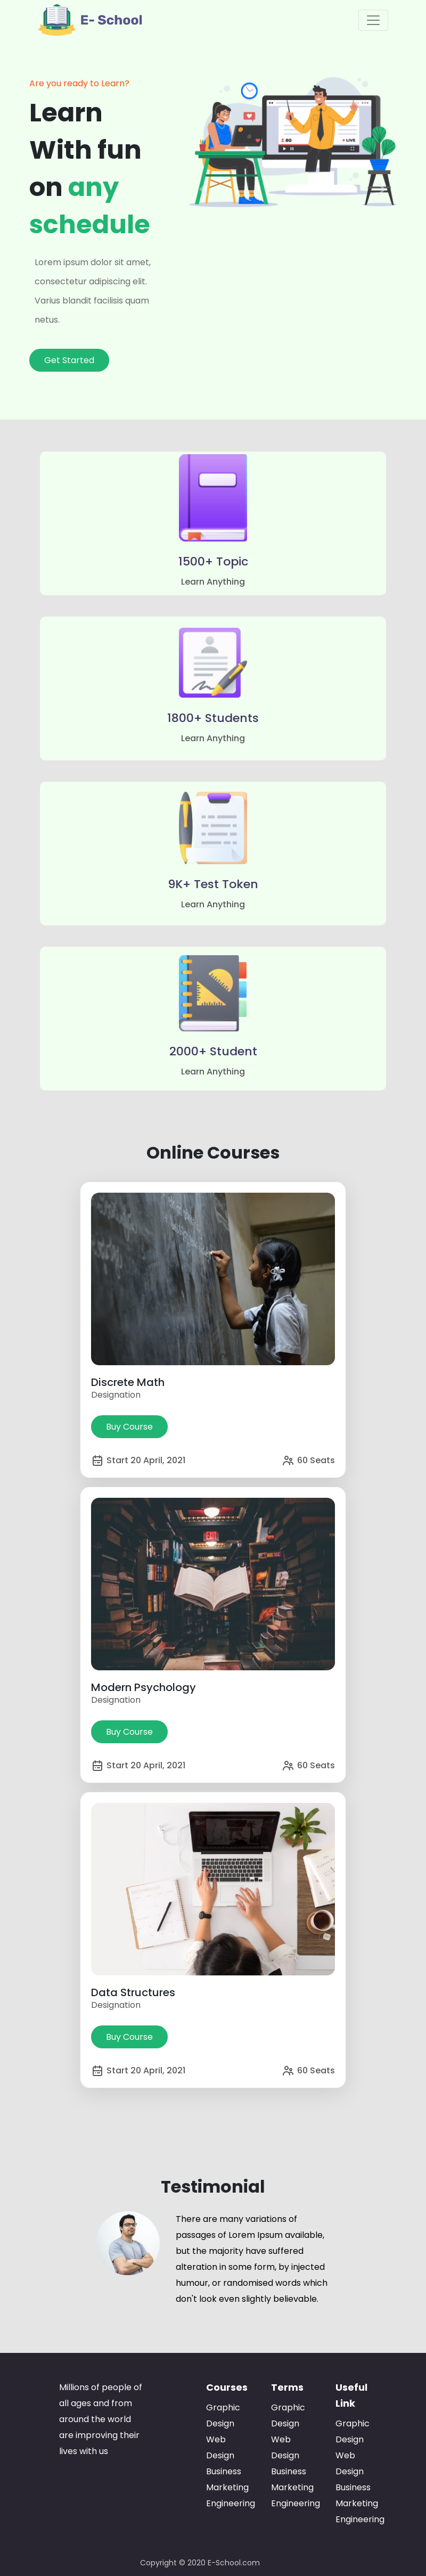 E- School
Are you ready to Learn?
Learn
With fun
on any
schedule
Lorem ipsum dolor sit amet,
consectetur adipiscing elit.
Varius blandit facilisis quam
netus.
Get Started
1500+ Topic
Learn Anything
1800+ Students
Learn Anything
9K+ Test Token
Learn Anything
2000+ Student
Learn Anything
Online Courses
Discrete Math
Designation
Buy Course
Start 20 April, 2021
60 Seats
Modern Psychology
Designation
Buy Course
Start 20 April, 2021
60 Seats
Data Structures
Designation
Buy Course
Start 20 April, 2021
60 Seats
Testimonial
There are many variations of
passages of Lorem Ipsum available,
but the majority have suffered
alteration in some form, by injected
humour, or randomised words which
don't look even slightly believable.
Millions of people of
all ages and from
around the world
are improving their
lives with us
Courses
Graphic
Design
Web
Design
Business
Marketing
Engineering
Terms
Graphic
Design
Web
Design
Business
Marketing
Engineering
Useful
Link
Graphic
Design
Web
Design
Business
Marketing
Engineering
Copyright © 2020 E-School.com